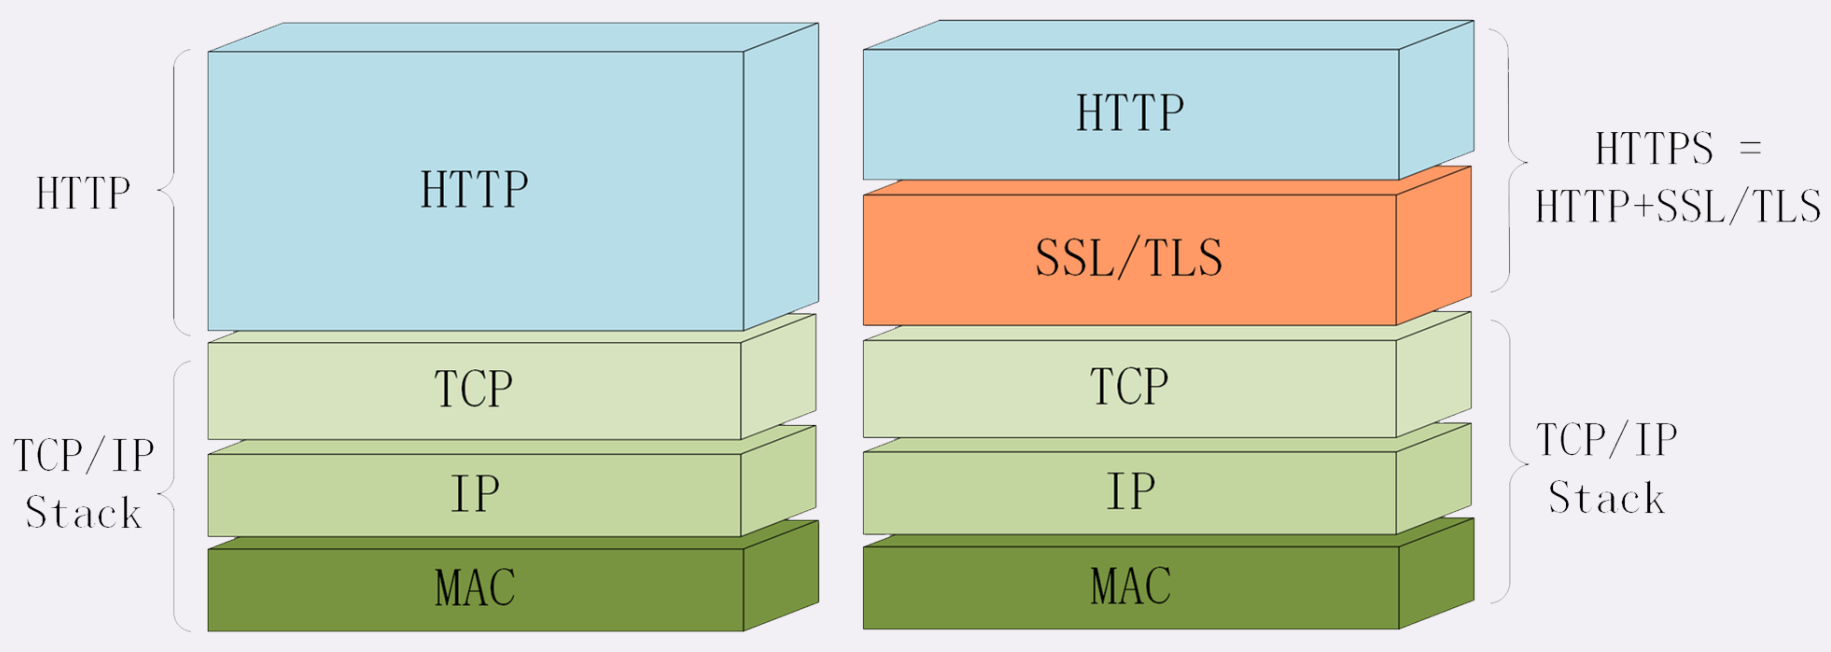 HTTP
HTTP
TCP
TCP/IP
Stack
IP
MAC
HTTP
HTTPS =
HTTP+SSL/TLS
SSL/TLS
TCP
TCP/IP
Stack
IP
MAC